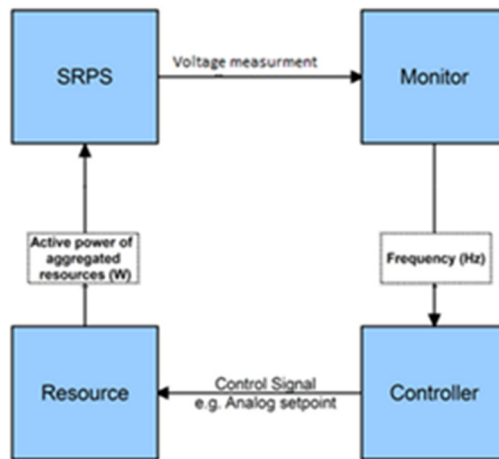 SRPS
Voltage measurment
Monitor
Active power of
aggregated
resources (W)
Frequency (Hz)
Resource
Control Signal
e.g. Analog setpoint
Controller